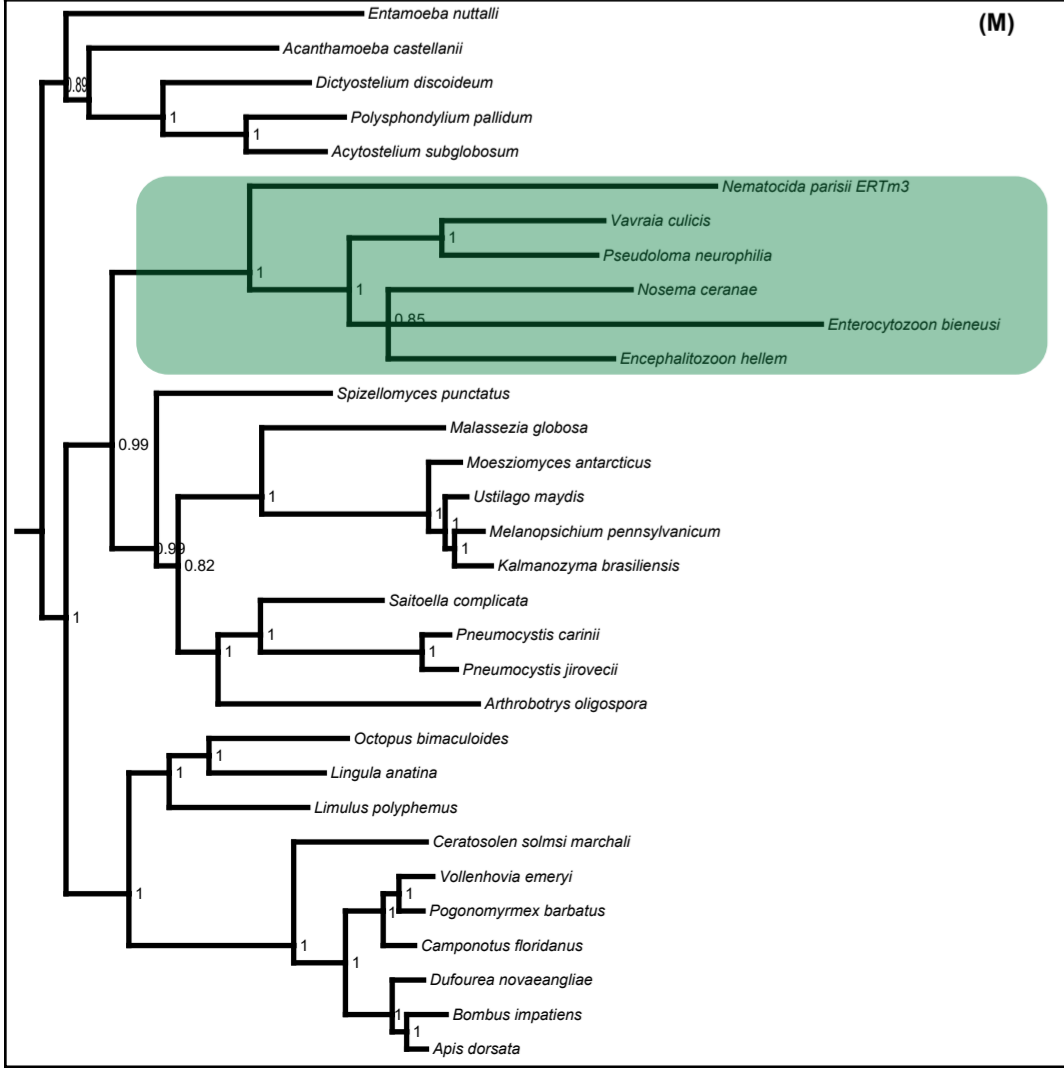 Entamoeba nuttalli
(M)
Acanthamoeba castellanii
0.89
Dictyostelium discoideum
1
Polysphondylium pallidum
1
Acytostelium subglobosum
Nematocida parisii ERTm3
Vavraia culicis
1
Pseudoloma neurophilia
1
1
Nosema ceranae
0.85
Enterocytozoon bieneusi
Encephalitozoon hellem
Spizellomyces punctatus
Malassezia globosa
0.99
Moesziomyces antarcticus
1
Ustilago maydis
1
1
Melanopsichium pennsylvanicum
0.99
1
0.82
Kalmanozyma brasiliensis
Saitoella complicata
1
Pneumocystis carinii
1
1
1
Pneumocystis jirovecii
Arthrobotrys oligospora
Octopus bimaculoides
1
1
Lingula anatina
Limulus polyphemus
Ceratosolen solmsi marchali
Vollenhovia emeryi
1
1
1
Pogonomyrmex barbatus
1
Camponotus floridanus
1
Dufourea novaeangliae
1
Bombus impatiens
1
Apis dorsata